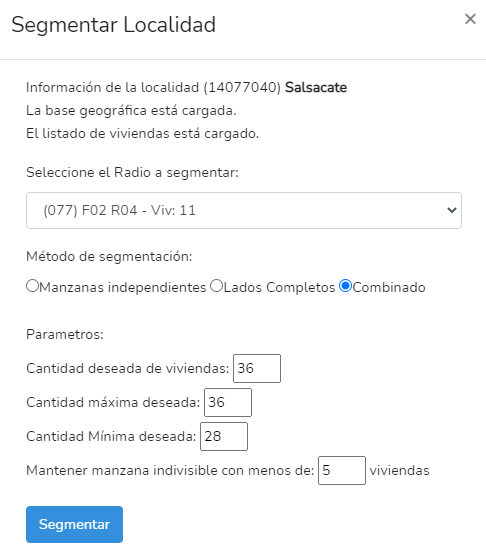 Segmentar Localidad
×
Información de la localidad (14077040) Salsacate
La base geográfica está cargada.
El listado de viviendas está cargado.
Seleccione el Radio a segmentar:
(077) F02 R04 - Viv: 11
Método de segmentación:
Manzanas independientes Lados Completos Combinado
Parametros:
Cantidad deseada de viviendas: 36
Cantidad máxima deseada: 36
Cantidad Mínima deseada: 28
Mantener manzana indivisible con menos de: 5 viviendas
Segmentar